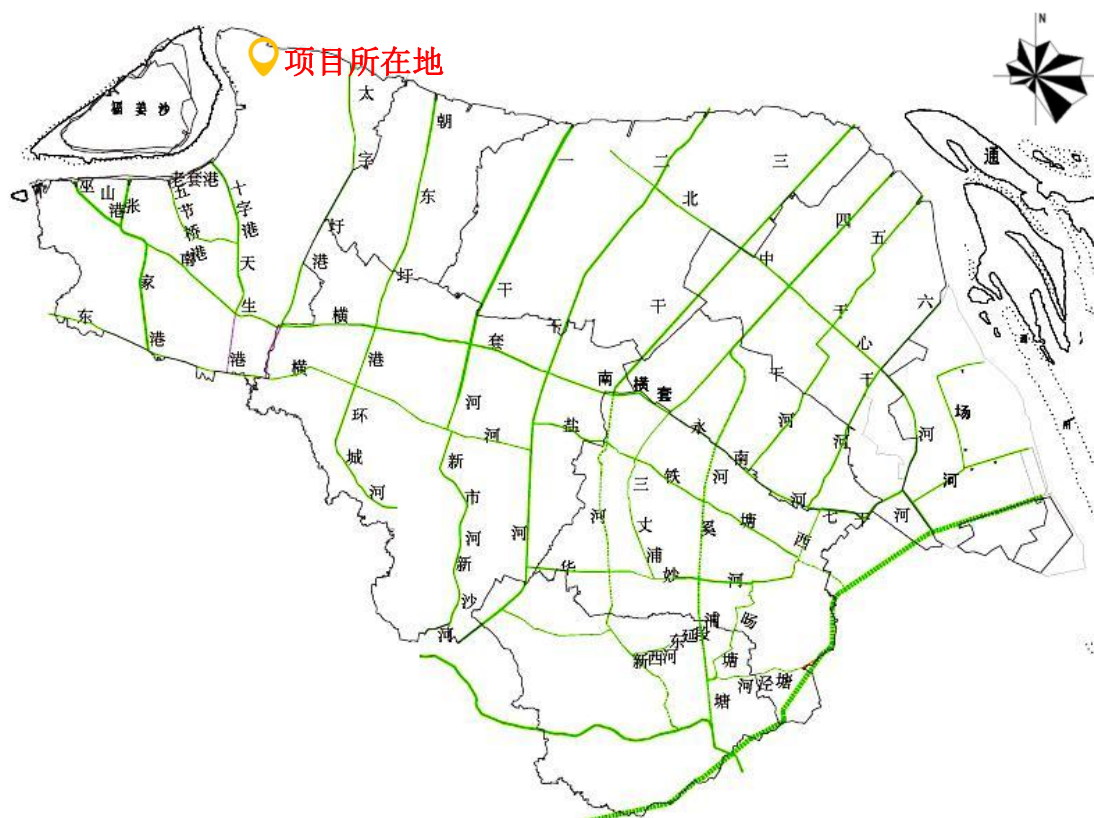 N
项目所在地
福姜沙
通
洲
太字圩港
朝东圩港
一干河
二干河
三干河
四干河
五干河
六干河
七干河
北中心
老套港
十字港
五节桥港
巫山港
张家港
天生港
东横河
横套
南横套
永南河
盐铁塘
场河
环城河
新市河
新沙河
三丈浦
奚浦塘
西旸塘
华妙河
东
延段
新西河
河泾塘